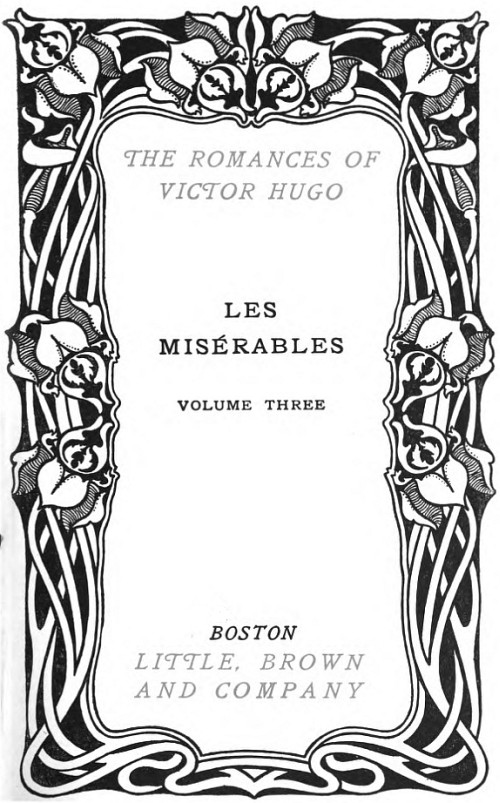 THE ROMANCES OF
VICTOR HUGO
LES
MISÉRABLES
VOLUME THREE
BOSTON
LITTLE, BROWN
AND COMPANY